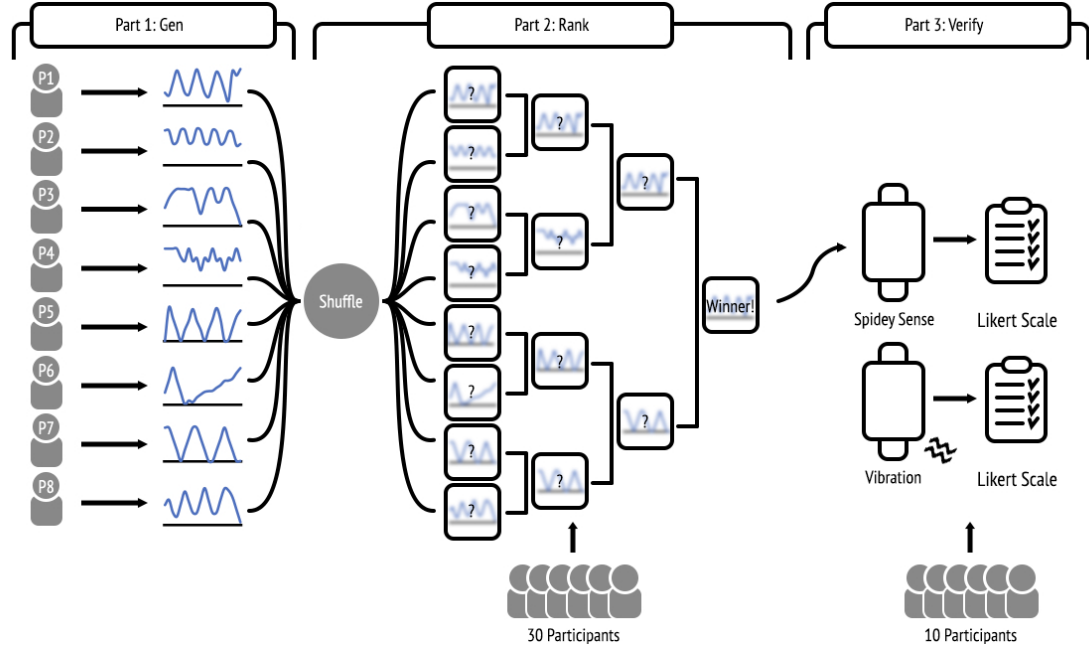 Part 1: Gen
Part 2: Rank
Part 3: Verify
P1
P2
P3
P4
P5
P6
P7
P8
Shuffle
?
?
?
?
?
?
?
?
?
?
?
?
?
?
Winner!
Spidey Sense
Likert Scale
Vibration
Likert Scale
30 Participants
10 Participants